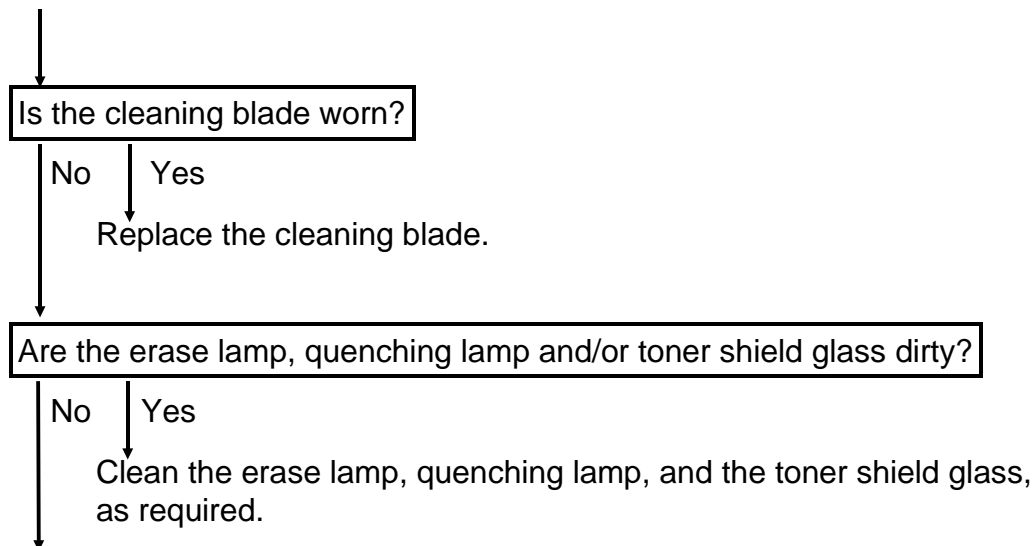 Is the cleaning blade worn?
No Yes
Replace the cleaning blade.
Are the erase lamp, quenching lamp and/or toner shield glass dirty?
No Yes
Clean the erase lamp, quenching lamp, and the toner shield glass,
as required.